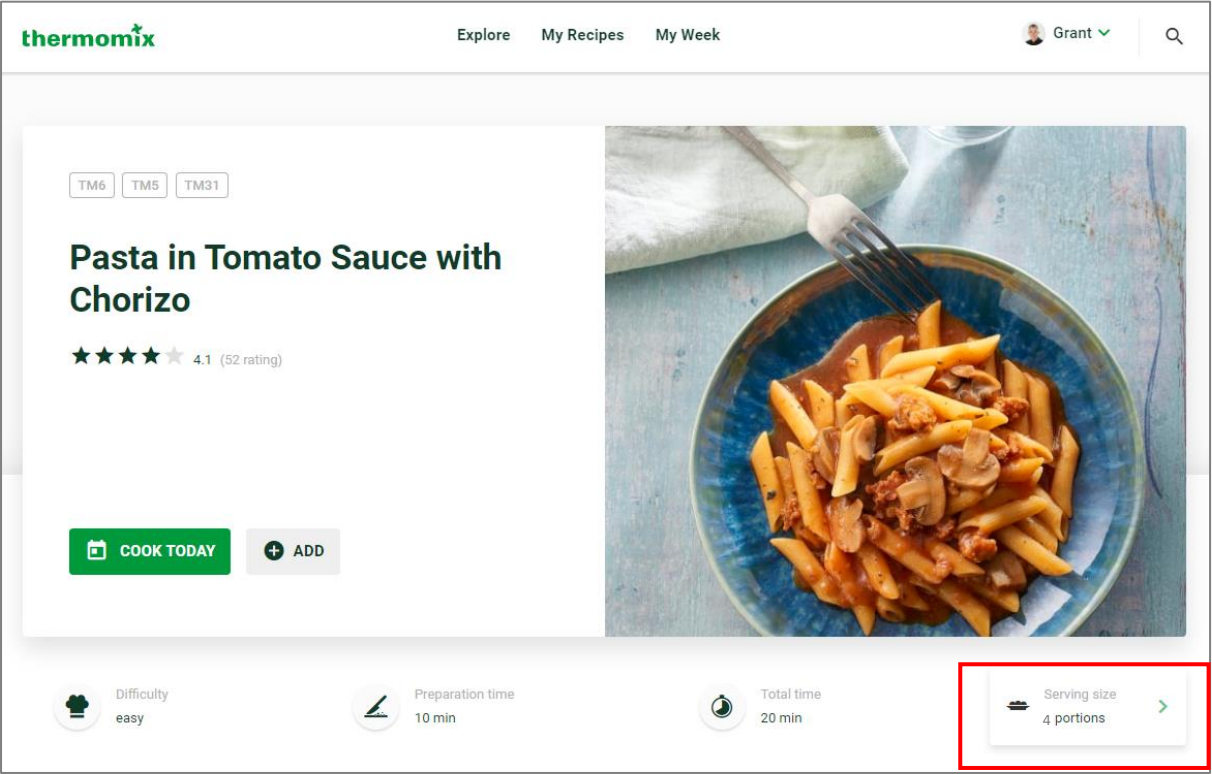 thermomix
Explore My Recipes My Week
Grant
TM6 TM5 TM31
Pasta in Tomato Sauce with
Chorizo
4.1 (52 rating)
COOK TODAY
ADD
Difficulty
easy
Preparation time
10 min
Total time
20 min
Serving size
4 portions